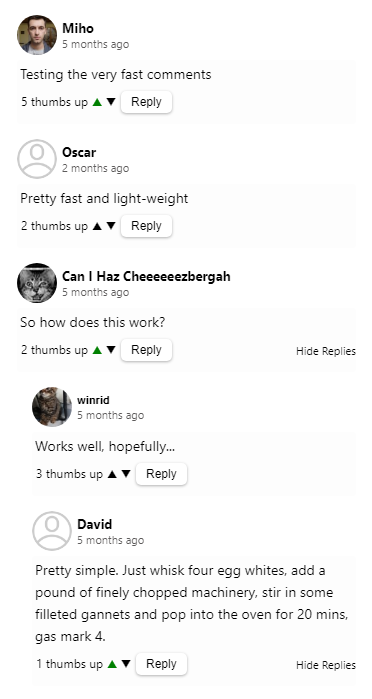 Miho
5 months ago
Testing the very fast comments
5 thumbs up ▲ ▼ Reply
Oscar
2 months ago
Pretty fast and light-weight
2 thumbs up ▲ ▼ Reply
Can I Haz Cheeeeeezbergah
5 months ago
So how does this work?
2 thumbs up ▲ ▼ Reply Hide Replies
winrid
5 months ago
Works well, hopefully...
3 thumbs up ▲ ▼ Reply
David
5 months ago
Pretty simple. Just whisk four egg whites, add a
pound of finely chopped machinery, stir in some
filleted gannets and pop into the oven for 20 mins,
gas mark 4.
1 thumbs up ▲ ▼ Reply Hide Replies